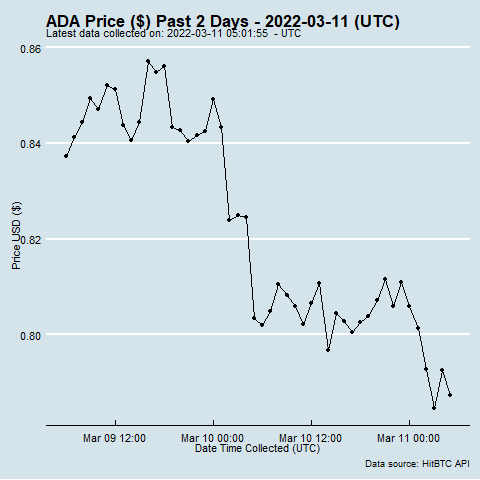 ADA Price ($) Past 2 Days - 2022-03-11 (UTC)
Latest data collected on: 2022-03-11 05:01:55 - UTC
0.86
0.84
0.82
0.80
Price USD ($)
Mar 09 12:00 Mar 10 00:00 Mar 10 12:00 Mar 11 00:00
Date Time Collected (UTC)
Data source: HitBTC API